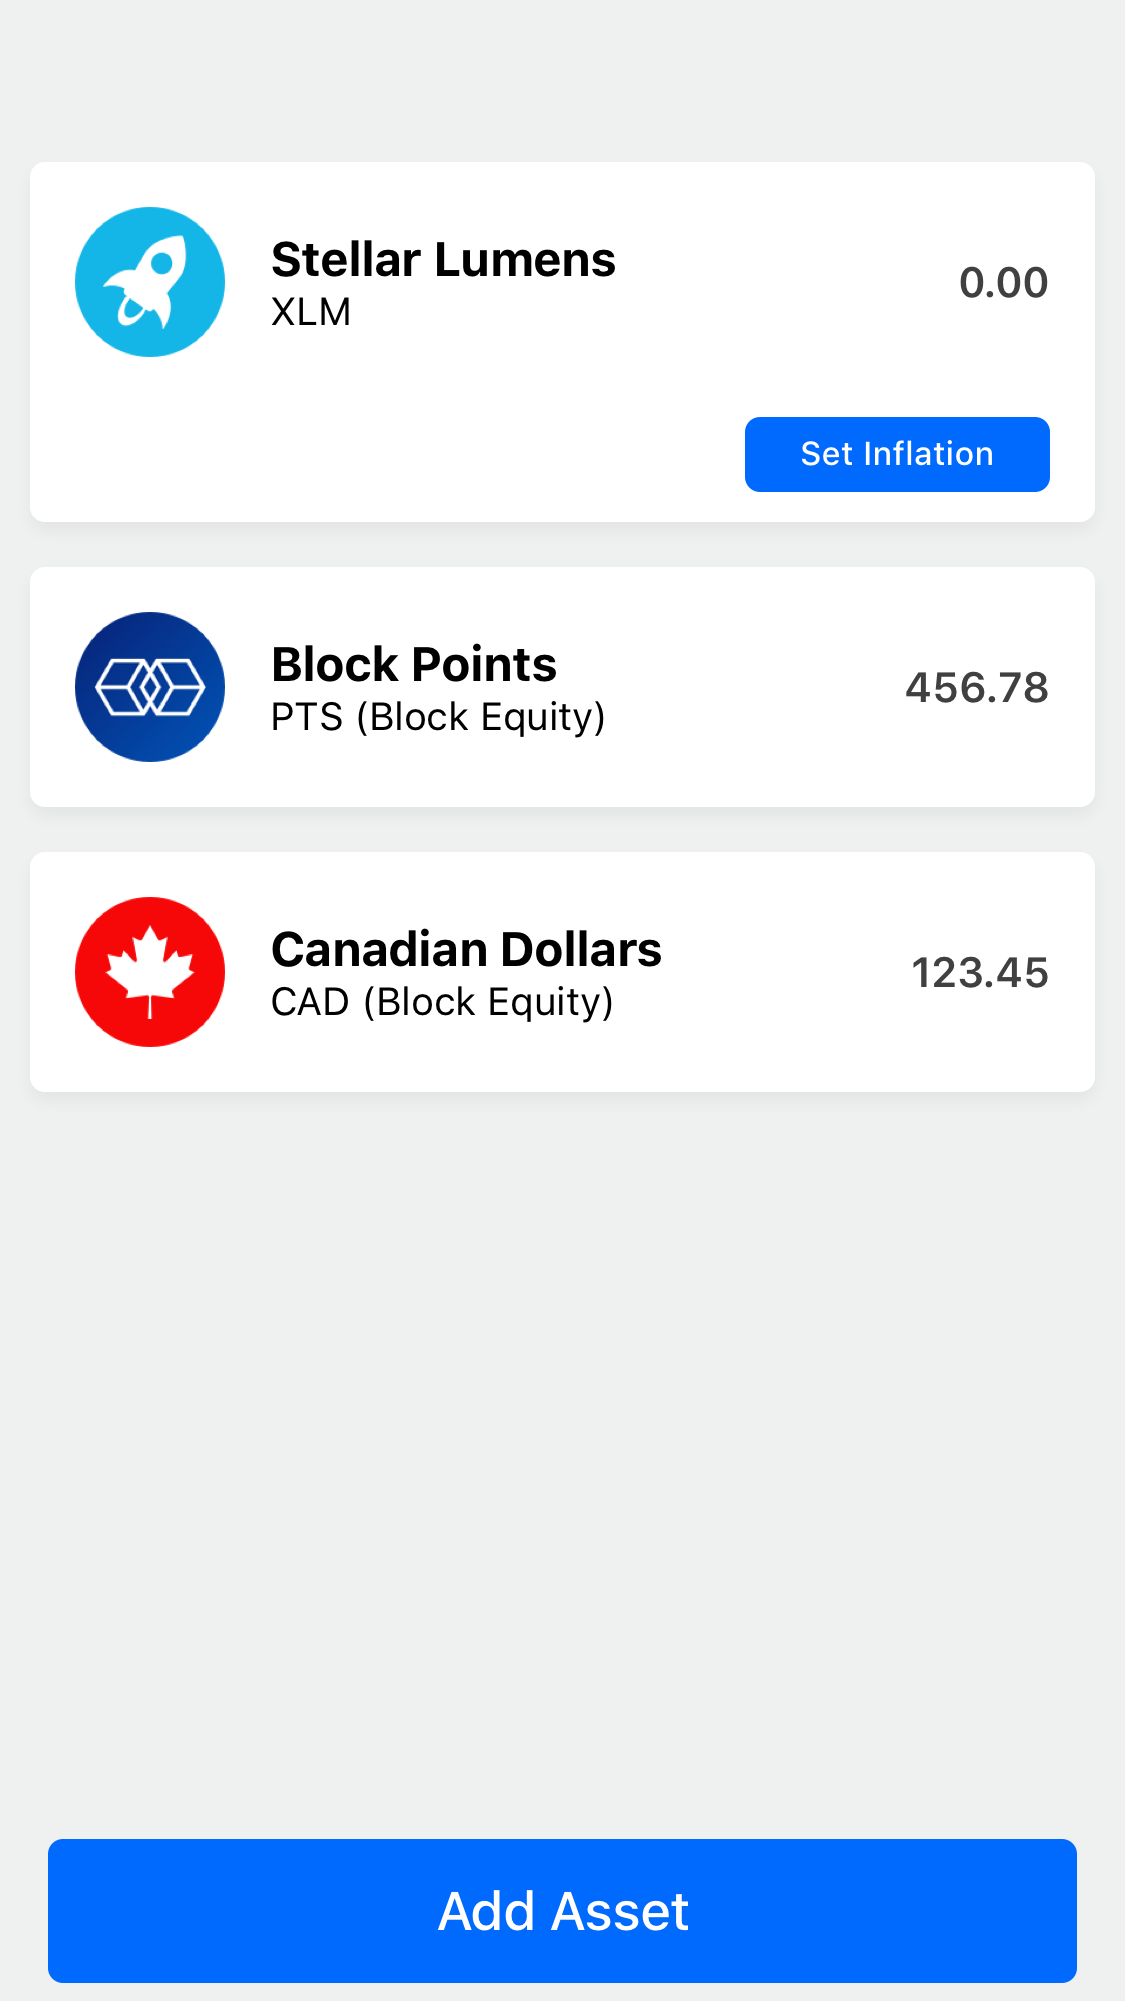 Stellar Lumens
XLM
0.00
Set Inflation
Block Points
PTS (Block Equity)
456.78
Canadian Dollars
CAD (Block Equity)
123.45
Add Asset